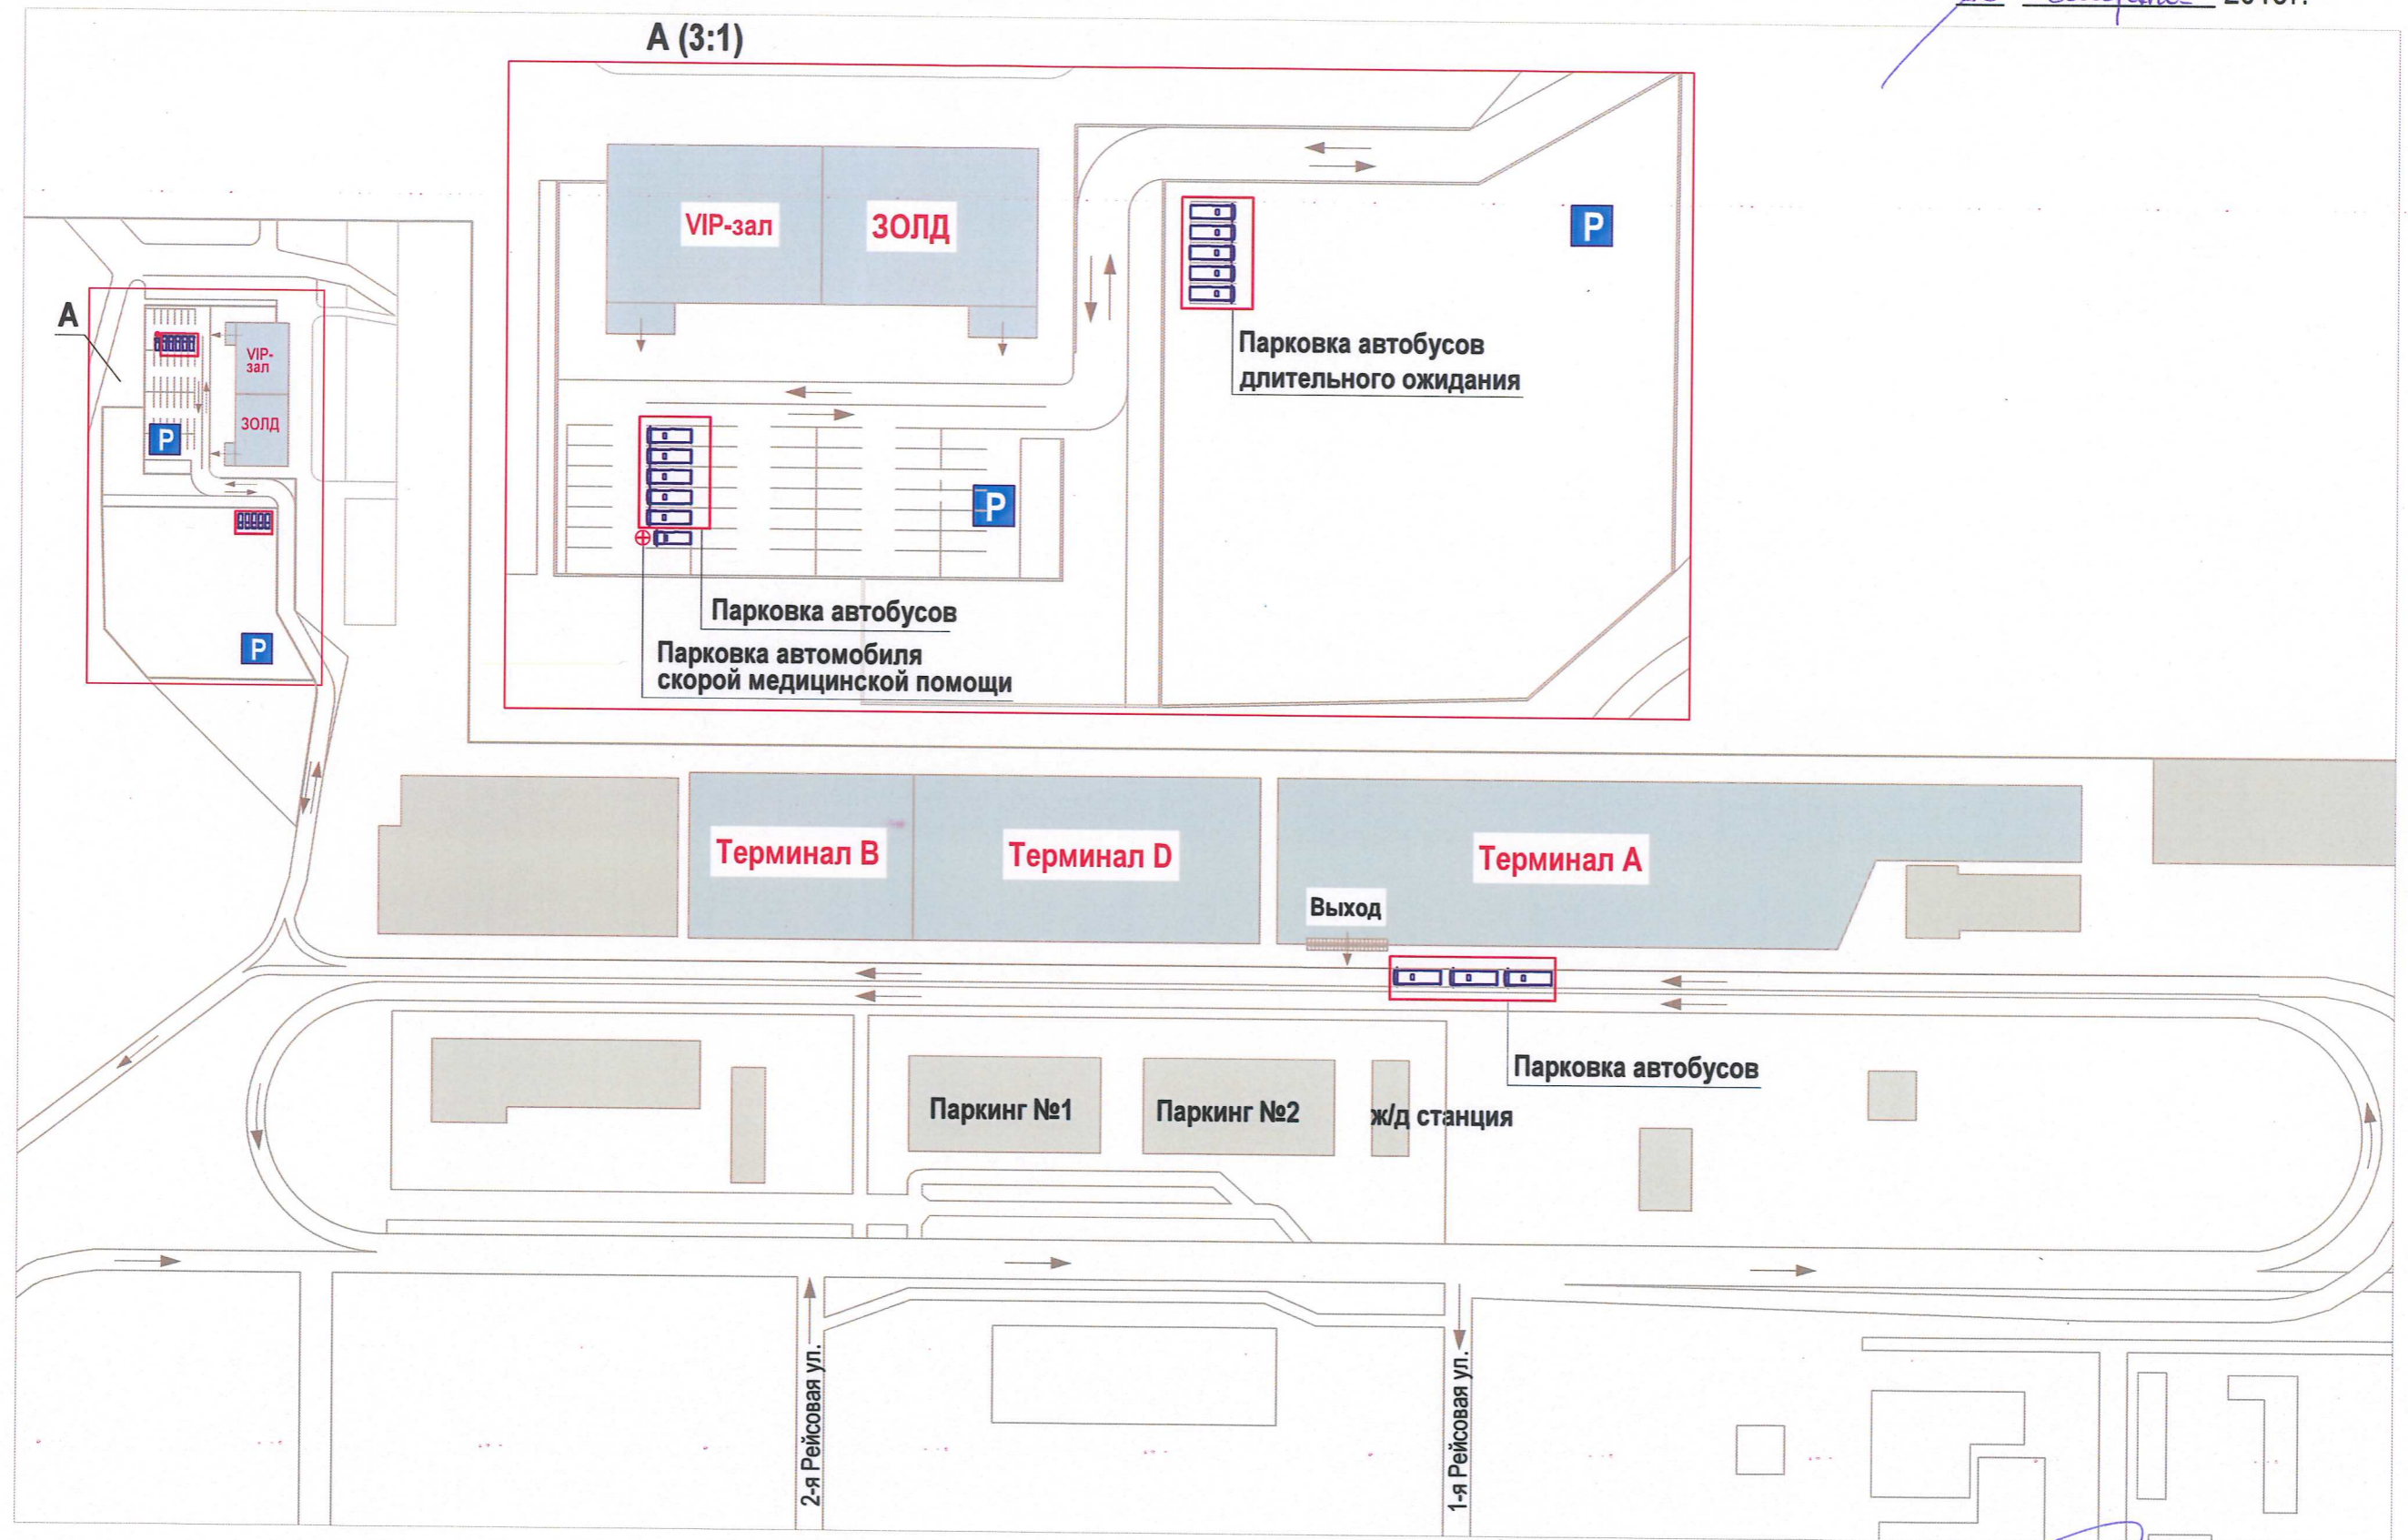 А (3:1)
VIP-зал
ЗОЛД
P
Парковка автобусов
длительного ожидания
P
Парковка автобусов
Парковка автомобиля
скорой медицинской помощи
А
VIP-
зал
ЗОЛД
P
P
Терминал B
Терминал D
Терминал A
Выход
Парковка автобусов
Паркинг №1
Паркинг №2
ж/д станция
2-я Рейсовая ул.
1-я Рейсовая ул.